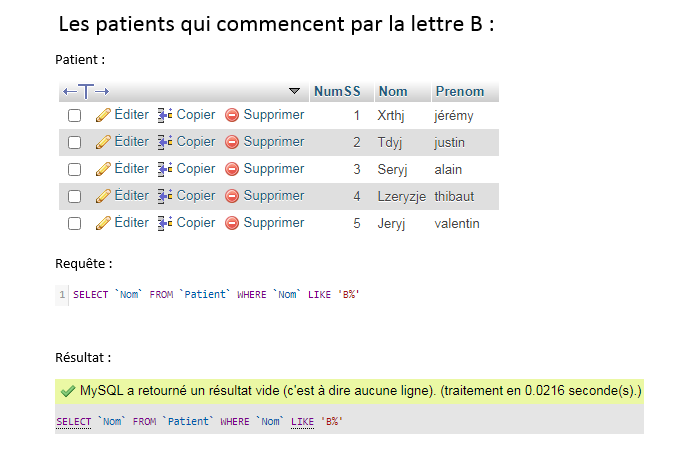 Les patients qui commencent par la lettre B :
Patient :
NumSS Nom Prenom
Éditer Copier Supprimer 1 Xrthj jérémy
Éditer Copier Supprimer 2 Tdyj justin
Éditer Copier Supprimer 3 Seryj alain
Éditer Copier Supprimer 4 Lzeryzje thibaut
Éditer Copier Supprimer 5 Jeryj valentin
Requête :
1 SELECT `Nom` FROM `Patient` WHERE `Nom` LIKE 'B%'
Résultat :
MySQL a retourné un résultat vide (c'est à dire aucune ligne). (traitement en 0.0216 seconde(s).)
SELECT `Nom` FROM `Patient` WHERE `Nom` LIKE 'B%'